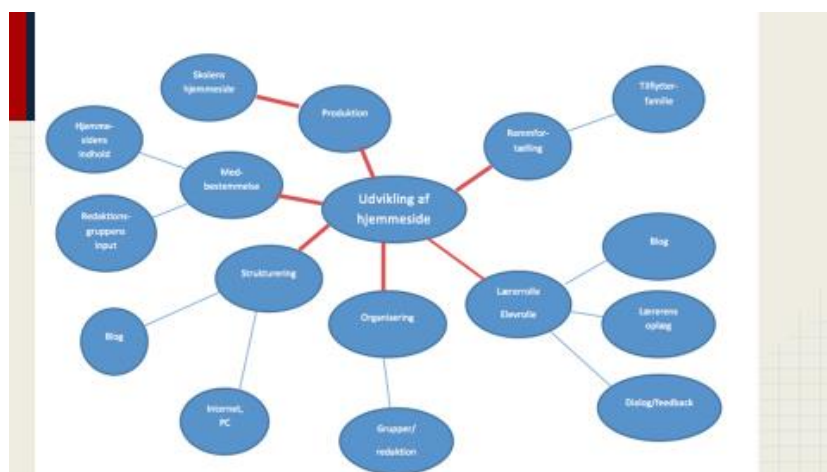 Skolens
hjemmeside
Produktion
Tilflytter-
familie
Rammfor-
tælling
Hjemme-
sidens
indhold
Med-
bestemmelse
Udvikling af
hjemmeside
Redaktions-
gruppens
input
Strukturering
Blog
Lærerrolle
Elevrolle
Organisering
Lærerens
oplæg
Blog
Internet,
PC
Grupper/
redaktion
Dialog/feedback